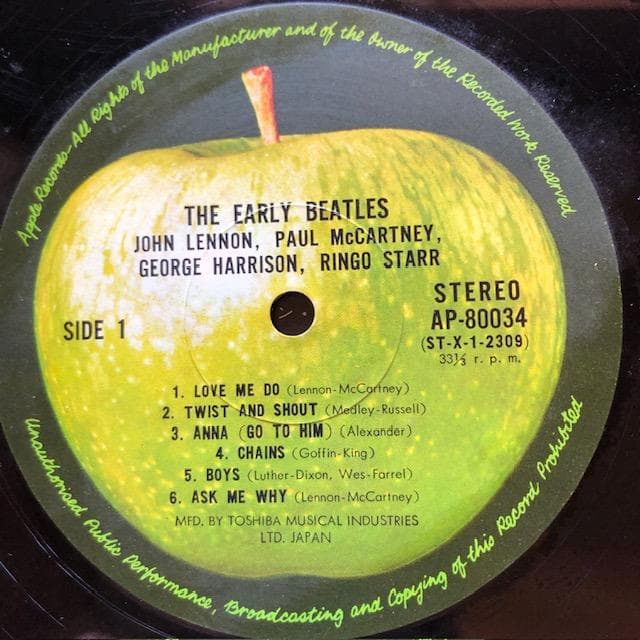 Apple Records-All Rights of the Manufacturer and of the Owner of the Recorded Work Reserved
THE EARLY BEATLES
JOHN LENNON, PAUL McCARTNEY,
GEORGE HARRISON, RINGO STARR
STEREO
SIDE 1
AP-80034
(ST-X-1-2309)
33⅓ r. p. m.
1. LOVE ME DO (Lennon-McCartney)
2. TWIST AND SHOUT (Medley-Russell)
3. ANNA (GO TO HIM) (Alexander)
4. CHAINS (Goffin-King)
5. BOYS (Luther-Dixon, Wes-Farrel)
6. ASK ME WHY (Lennon-McCartney)
MFD. BY TOSHIBA MUSICAL INDUSTRIES
LTD. JAPAN
Unauthorised Public Performance, Broadcasting and Copying of this Record Prohibited